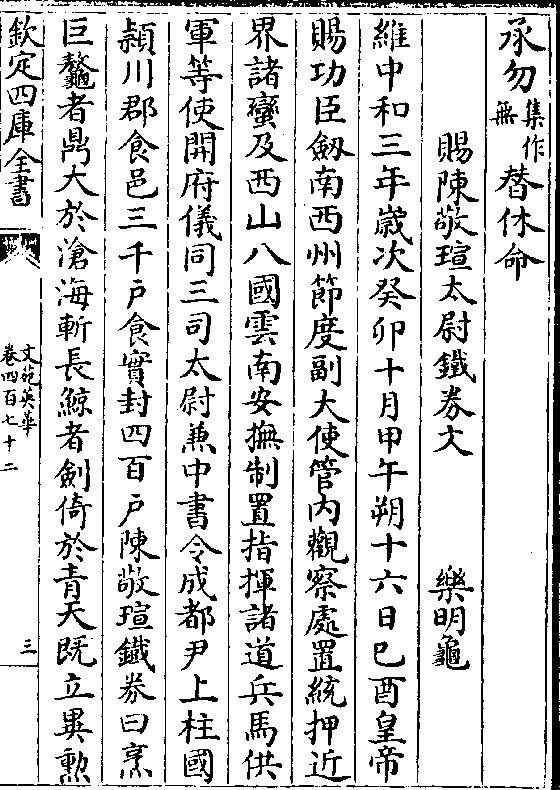 承勿集作無替休命
賜陳敬瑄太尉鐵券文 樂明龜
維中和三年歲次癸卯十月甲午朔十六日已酉皇帝
賜功臣劔南西州節度副大使管内觀察處置統押近
界諸蠻及西山八國雲南安撫制置指揮諸道兵馬供
軍等使開府儀同三司太尉兼中書令成都尹上柱國
潁川郡食邑三千戸食實封四百戸陳敬瑄鐵券曰烹
巨鼇者鼎大於滄海斬長鯨者劍倚於青天既立異勲
欽定四庫全書
文苑英華
卷四百七十二
三